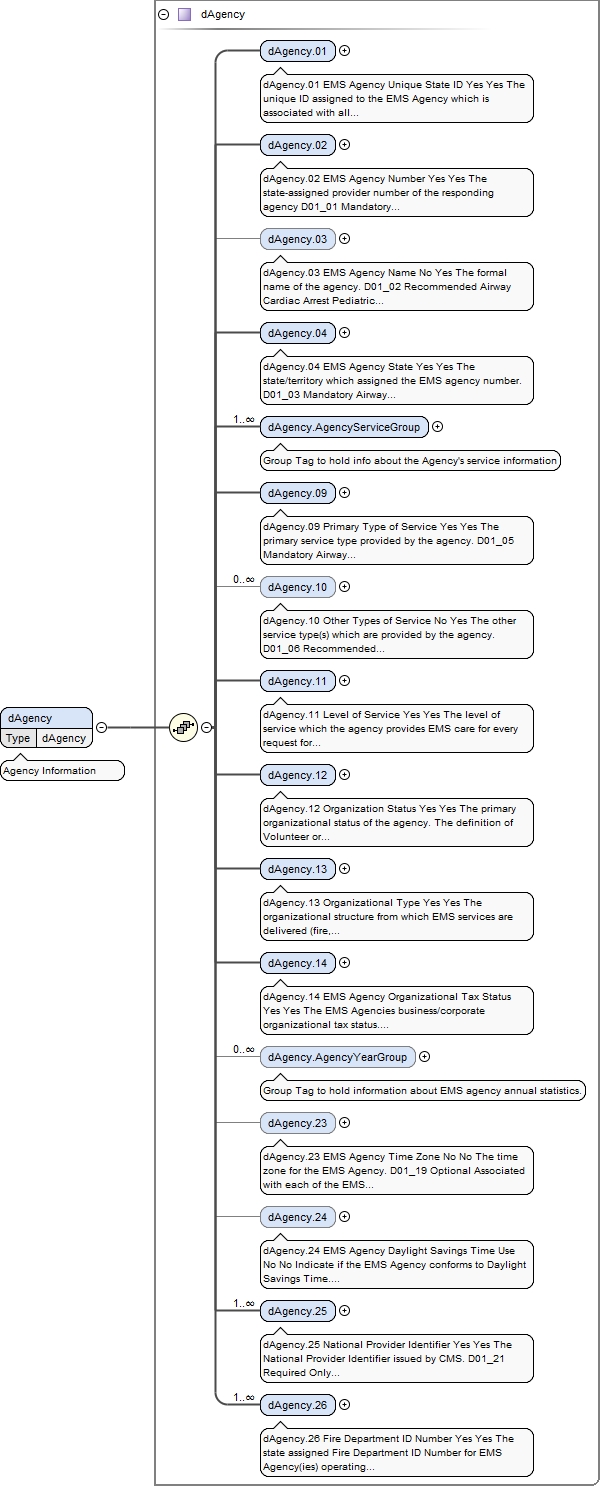 dAgency
dAgency.01
dAgency.01 EMS Agency Unique State ID Yes Yes The
unique ID assigned to the EMS Agency which is
associated with all...
dAgency.02
dAgency.02 EMS Agency Number Yes Yes The
state-assigned provider number of the responding
agency D01_01 Mandatory...
dAgency.03
dAgency.03 EMS Agency Name No Yes The formal
name of the agency. D01_02 Recommended Airway
Cardiac Arrest Pediatric...
dAgency.04
dAgency.04 EMS Agency State Yes Yes The
state/territory which assigned the EMS agency number.
D01_03 Mandatory Airway...
1..∞
dAgency.AgencyServiceGroup
Group Tag to hold info about the Agency's service information
dAgency.09
dAgency.09 Primary Type of Service Yes Yes The
primary service type provided by the agency. D01_05
Mandatory Airway...
0..∞
dAgency.10
dAgency.10 Other Types of Service No Yes The other
service type(s) which are provided by the agency.
D01_06 Recommended...
dAgency.11
dAgency.11 Level of Service Yes Yes The level of
service which the agency provides EMS care for every
request for...
dAgency
Type dAgency
Agency Information
dAgency.12
dAgency.12 Organization Status Yes Yes The primary
organizational status of the agency. The definition of
Volunteer or...
dAgency.13
dAgency.13 Organizational Type Yes Yes The
organizational structure from which EMS services are
delivered (fire,...
dAgency.14
dAgency.14 EMS Agency Organizational Tax Status
Yes Yes The EMS Agencies business/corporate
organizational tax status....
0..∞
dAgency.AgencyYearGroup
Group Tag to hold information about EMS agency annual statistics.
dAgency.23
dAgency.23 EMS Agency Time Zone No No The time
zone for the EMS Agency. D01_19 Optional Associated
with each of the EMS...
dAgency.24
dAgency.24 EMS Agency Daylight Savings Time Use
No No Indicate if the EMS Agency conforms to Daylight
Savings Time....
1..∞
dAgency.25
dAgency.25 National Provider Identifier Yes Yes The
National Provider Identifier issued by CMS. D01_21
Required Only...
1..∞
dAgency.26
dAgency.26 Fire Department ID Number Yes Yes The
state assigned Fire Department ID Number for EMS
Agency(ies) operating...